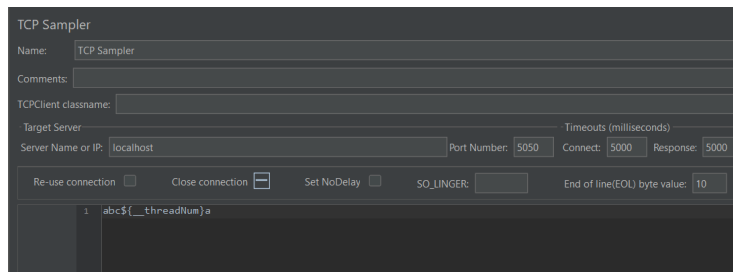 TCP Sampler
Name: TCP Sampler
Comments:
TCPClient classname:
Target Server Timeouts (milliseconds)
Server Name or IP: localhost Port Number: 5050 Connect: 5000 Response: 5000
Re-use connection Close connection Set NoDelay SO_LINGER: End of line(EOL) byte value: 10
1 abc${__threadNum}a